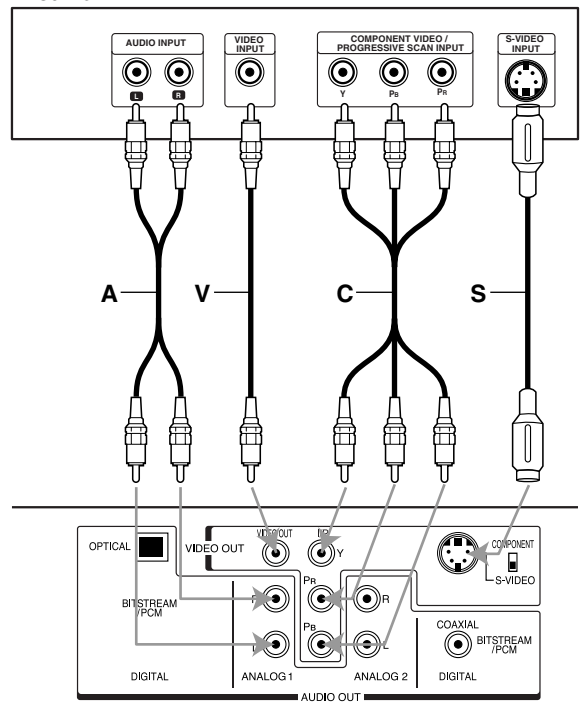 AUDIO INPUT
L
R
VIDEO
INPUT
COMPONENT VIDEO /
PROGRESSIVE SCAN INPUT
Y
PB
PR
S-VIDEO
INPUT
A
V
C
S
OPTICAL
VIDEO OUT
VIDEO OUT
Y
COMPONENT
S-VIDEO
BITSTREAM
/PCM
PR
R
PB
L
COAXIAL
BITSTREAM
/PCM
DIGITAL
ANALOG 1
ANALOG 2
DIGITAL
AUDIO OUT